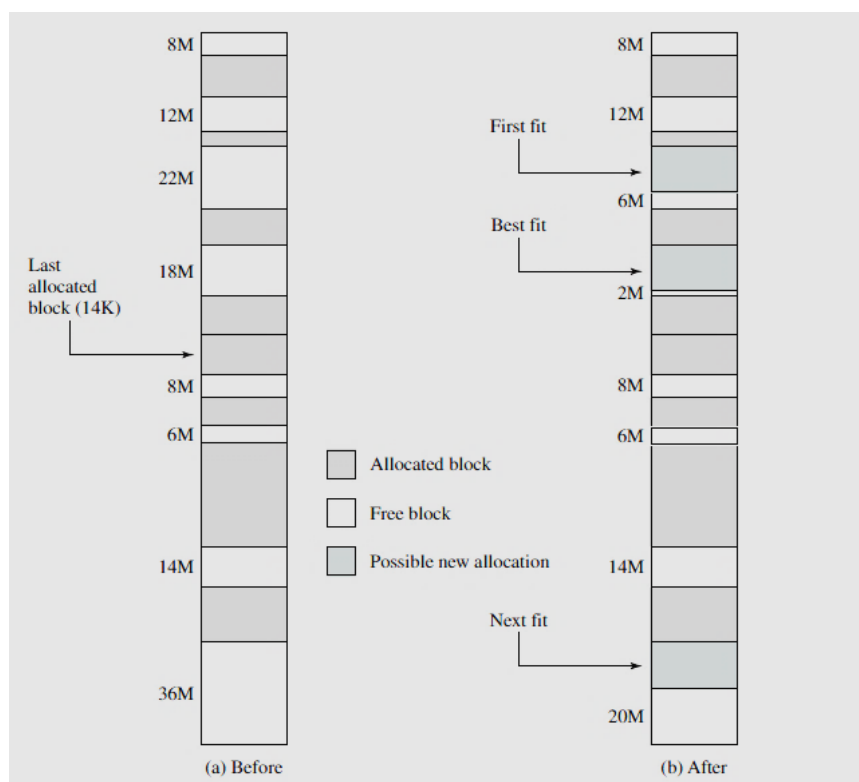 8M
12M
22M
18M
Last
allocated
block (14K)
8M
6M
14M
36M
(a) Before
Allocated block
Free block
Possible new allocation
8M
12M
First fit
6M
Best fit
2M
8M
6M
14M
Next fit
20M
(b) After